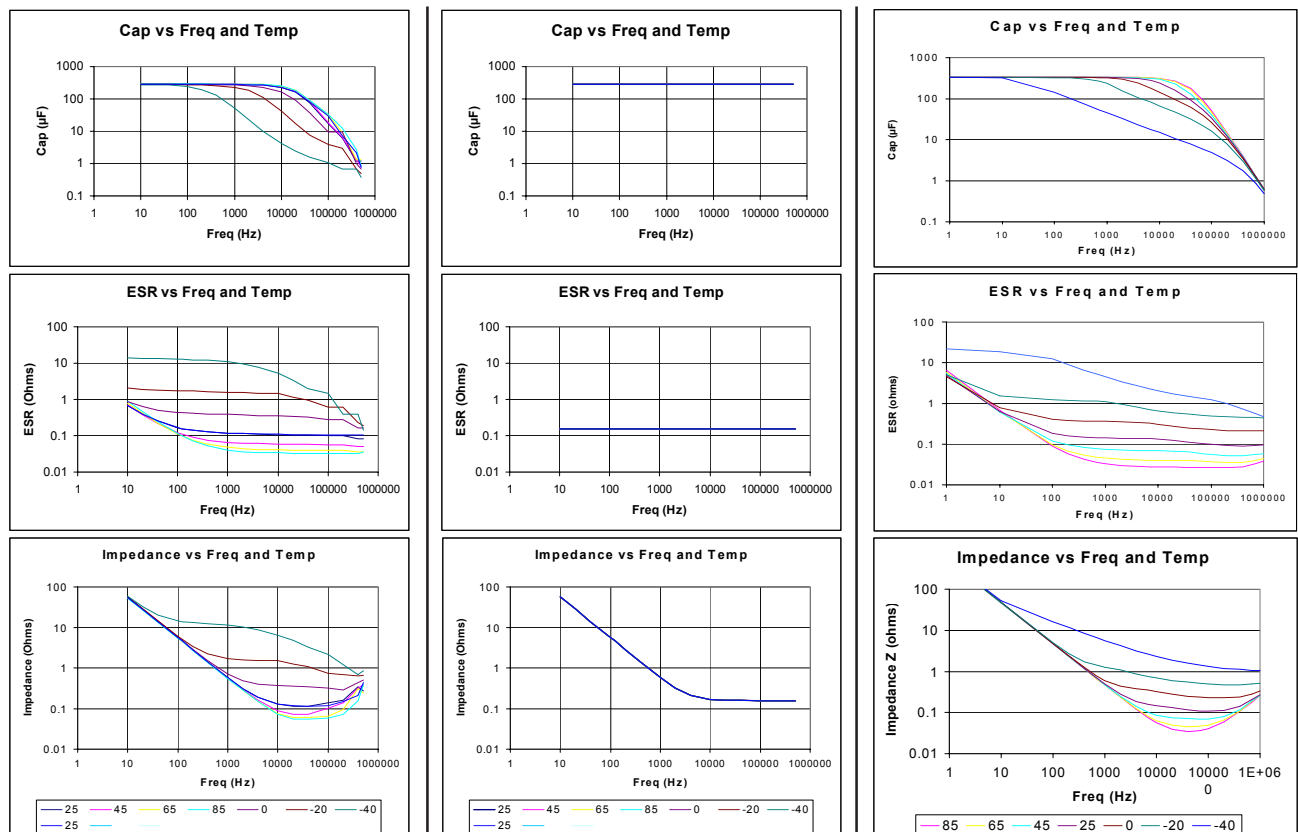 Cap vs Freq and Temp
1000
100
10
1
0.1
Cap (µF)
1 10 100 1000 10000 100000 1000000
Freq (Hz)
ESR vs Freq and Temp
100
10
1
0.1
0.01
ESR (Ohms)
1 10 100 1000 10000 100000 1000000
Freq (Hz)
Impedance vs Freq and Temp
100
10
1
0.1
0.01
Impedance (Ohms)
1 10 100 1000 10000 100000 1000000
Freq (Hz)
25 45 65 85 0 -20 -40
25
Cap vs Freq and Temp
1000
100
10
1
0.1
Cap (µF)
1 10 100 1000 10000 100000 1000000
Freq (Hz)
ESR vs Freq and Temp
100
10
1
0.1
0.01
ESR (Ohms)
1 10 100 1000 10000 100000 1000000
Freq (Hz)
Impedance vs Freq and Temp
100
10
1
0.1
0.01
Impedance (Ohms)
1 10 100 1000 10000 100000 1000000
Freq (Hz)
25 45 65 85 0 -20 -40
25
Cap vs Freq and Temp
1000
100
10
1
0.1
Cap (µF)
1 10 100 1000 10000 100000 1000000
Freq (Hz)
ESR vs Freq and Temp
100
10
1
0.1
0.01
ESR (ohms)
1 10 100 1000 10000 100000 1000000
Freq (Hz)
Impedance vs Freq and Temp
100
10
1
0.1
0.01
Impedance Z (ohms)
1 10 100 1000 10000 10000 1E+06
0
Freq (Hz)
85 65 45 25 0 -20 -40